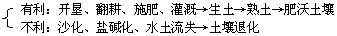 有利：开垦、翻耕、施肥、灌溉→生土→熟土→肥沃土壤
不利：沙化、盐碱化、水土流失→土壤退化